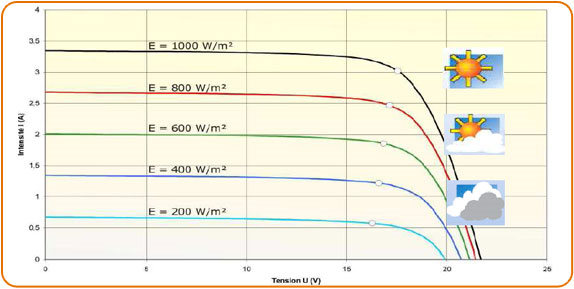 4
3.5
E = 1000 W/m²
3
E = 800 W/m²
2.5
E = 600 W/m²
2
1.5
E = 400 W/m²
1
E = 200 W/m²
0.5
0
0
5
10
15
20
25
Intensité I (A)
Tension U (V)